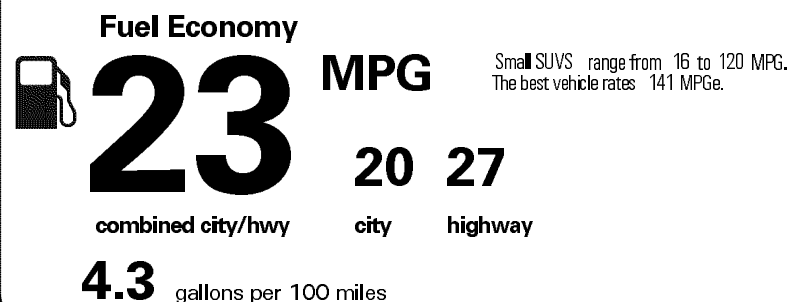 Fuel Economy
23 MPG
Small SUVS range from 16 to 120 MPG.
The best vehicle rates 141 MPGe.
20 27
combined city/hwy city highway
4.3 gallons per 100 miles